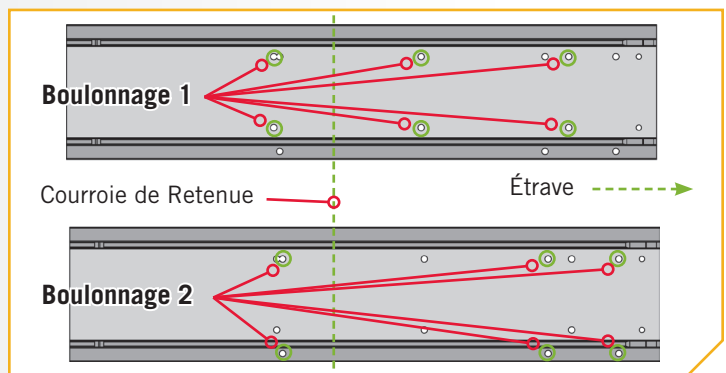 Boulonnage 1
Courroie de Retenue
Étrave
Boulonnage 2